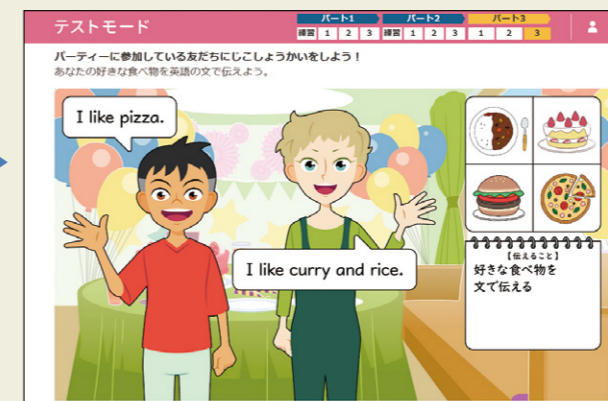 テストモード
パート1 パート2 パート3
練習 1 2 3 練習 1 2 3 1 2 3
パーティーに参加している友だちにじこしょうかいをしよう！
あなたの好きな食べ物を英語の文で伝えよう。
I like pizza.
I like curry and rice.
【伝えること】
好きな食べ物を
文で伝える